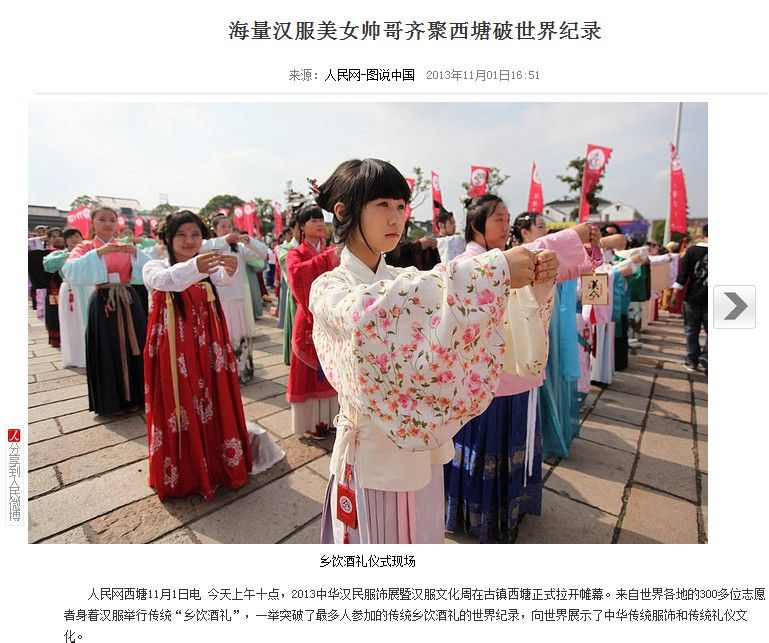 海量汉服美女帅哥齐聚西塘破世界纪录
来源：人民网-图说中国 2013年11月01日16:51
分享到人民微博
乡饮酒礼仪式现场
人民网西塘11月1日电 今天上午十点，2013中华汉民服饰展暨汉服文化周在古镇西塘正式拉开帷幕。来自世界各地的300多位志愿
者身着汉服举行传统“乡饮酒礼”，一举突破了最多人参加的传统乡饮酒礼的世界纪录，向世界展示了中华传统服饰和传统礼仪文
化。